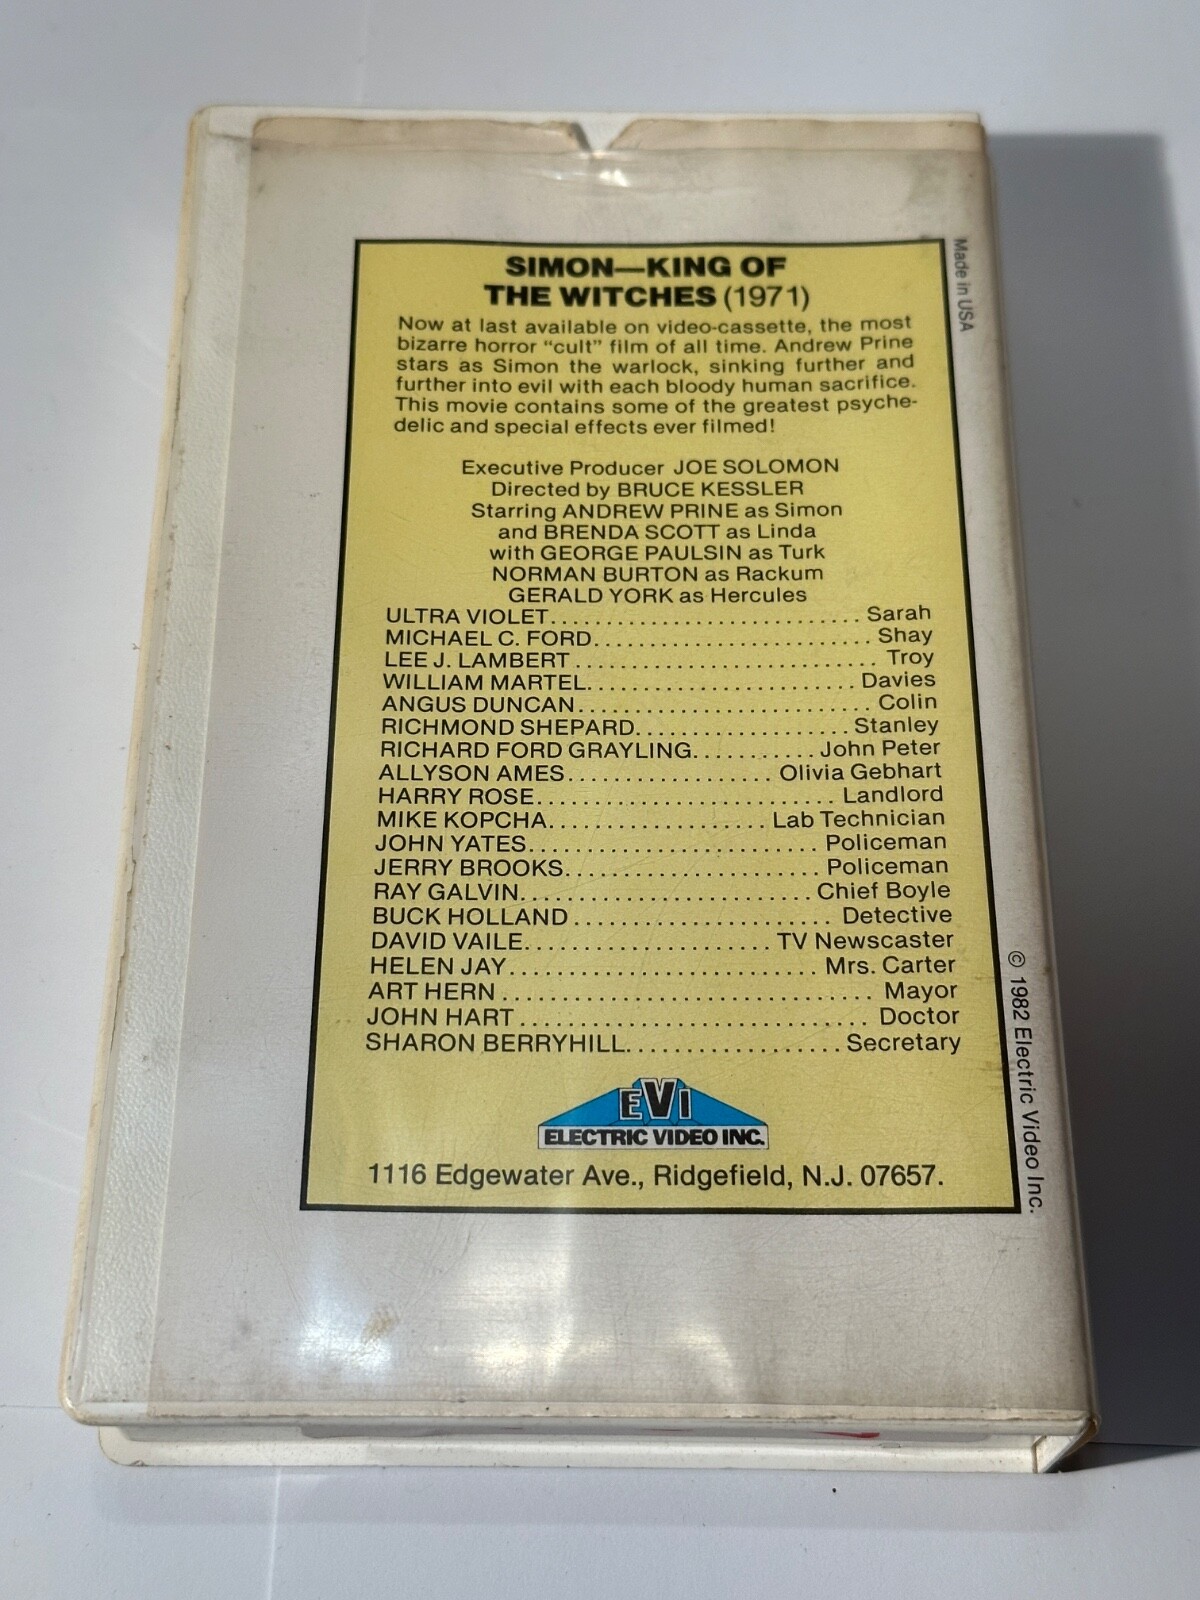 SIMON—KING OF
THE WITCHES (1971)
Now at last available on video-cassette, the most
bizarre horror “cult” film of all time. Andrew Prine
stars as Simon the warlock, sinking further and
further into evil with each bloody human sacrifice.
This movie contains some of the greatest psyche-
delic and special effects ever filmed!
Executive Producer JOE SOLOMON
Directed by BRUCE KESSLER
Starring ANDREW PRINE as Simon
and BRENDA SCOTT as Linda
with GEORGE PAULSIN as Turk
NORMAN BURTON as Rackum
GERALD YORK as Hercules
ULTRA VIOLET............................Sarah
MICHAEL C. FORD..........................Shay
LEE J. LAMBERT............................Troy
WILLIAM MARTEL.........................Davies
ANGUS DUNCAN...........................Colin
RICHMOND SHEPARD....................Stanley
RICHARD FORD GRAYLING...........John Peter
ALLYSON AMES...................Olivia Gebhart
HARRY ROSE...........................Landlord
MIKE KOPCHA....................Lab Technician
JOHN YATES..........................Policeman
JERRY BROOKS.......................Policeman
RAY GALVIN..........................Chief Boyle
BUCK HOLLAND........................Detective
DAVID VAILE.......................TV Newscaster
HELEN JAY............................Mrs. Carter
ART HERN.................................Mayor
JOHN HART...............................Doctor
SHARON BERRYHILL...................Secretary
EVI
ELECTRIC VIDEO INC.
1116 Edgewater Ave., Ridgefield, N.J. 07657.
Made in USA
© 1982 Electric Video Inc.